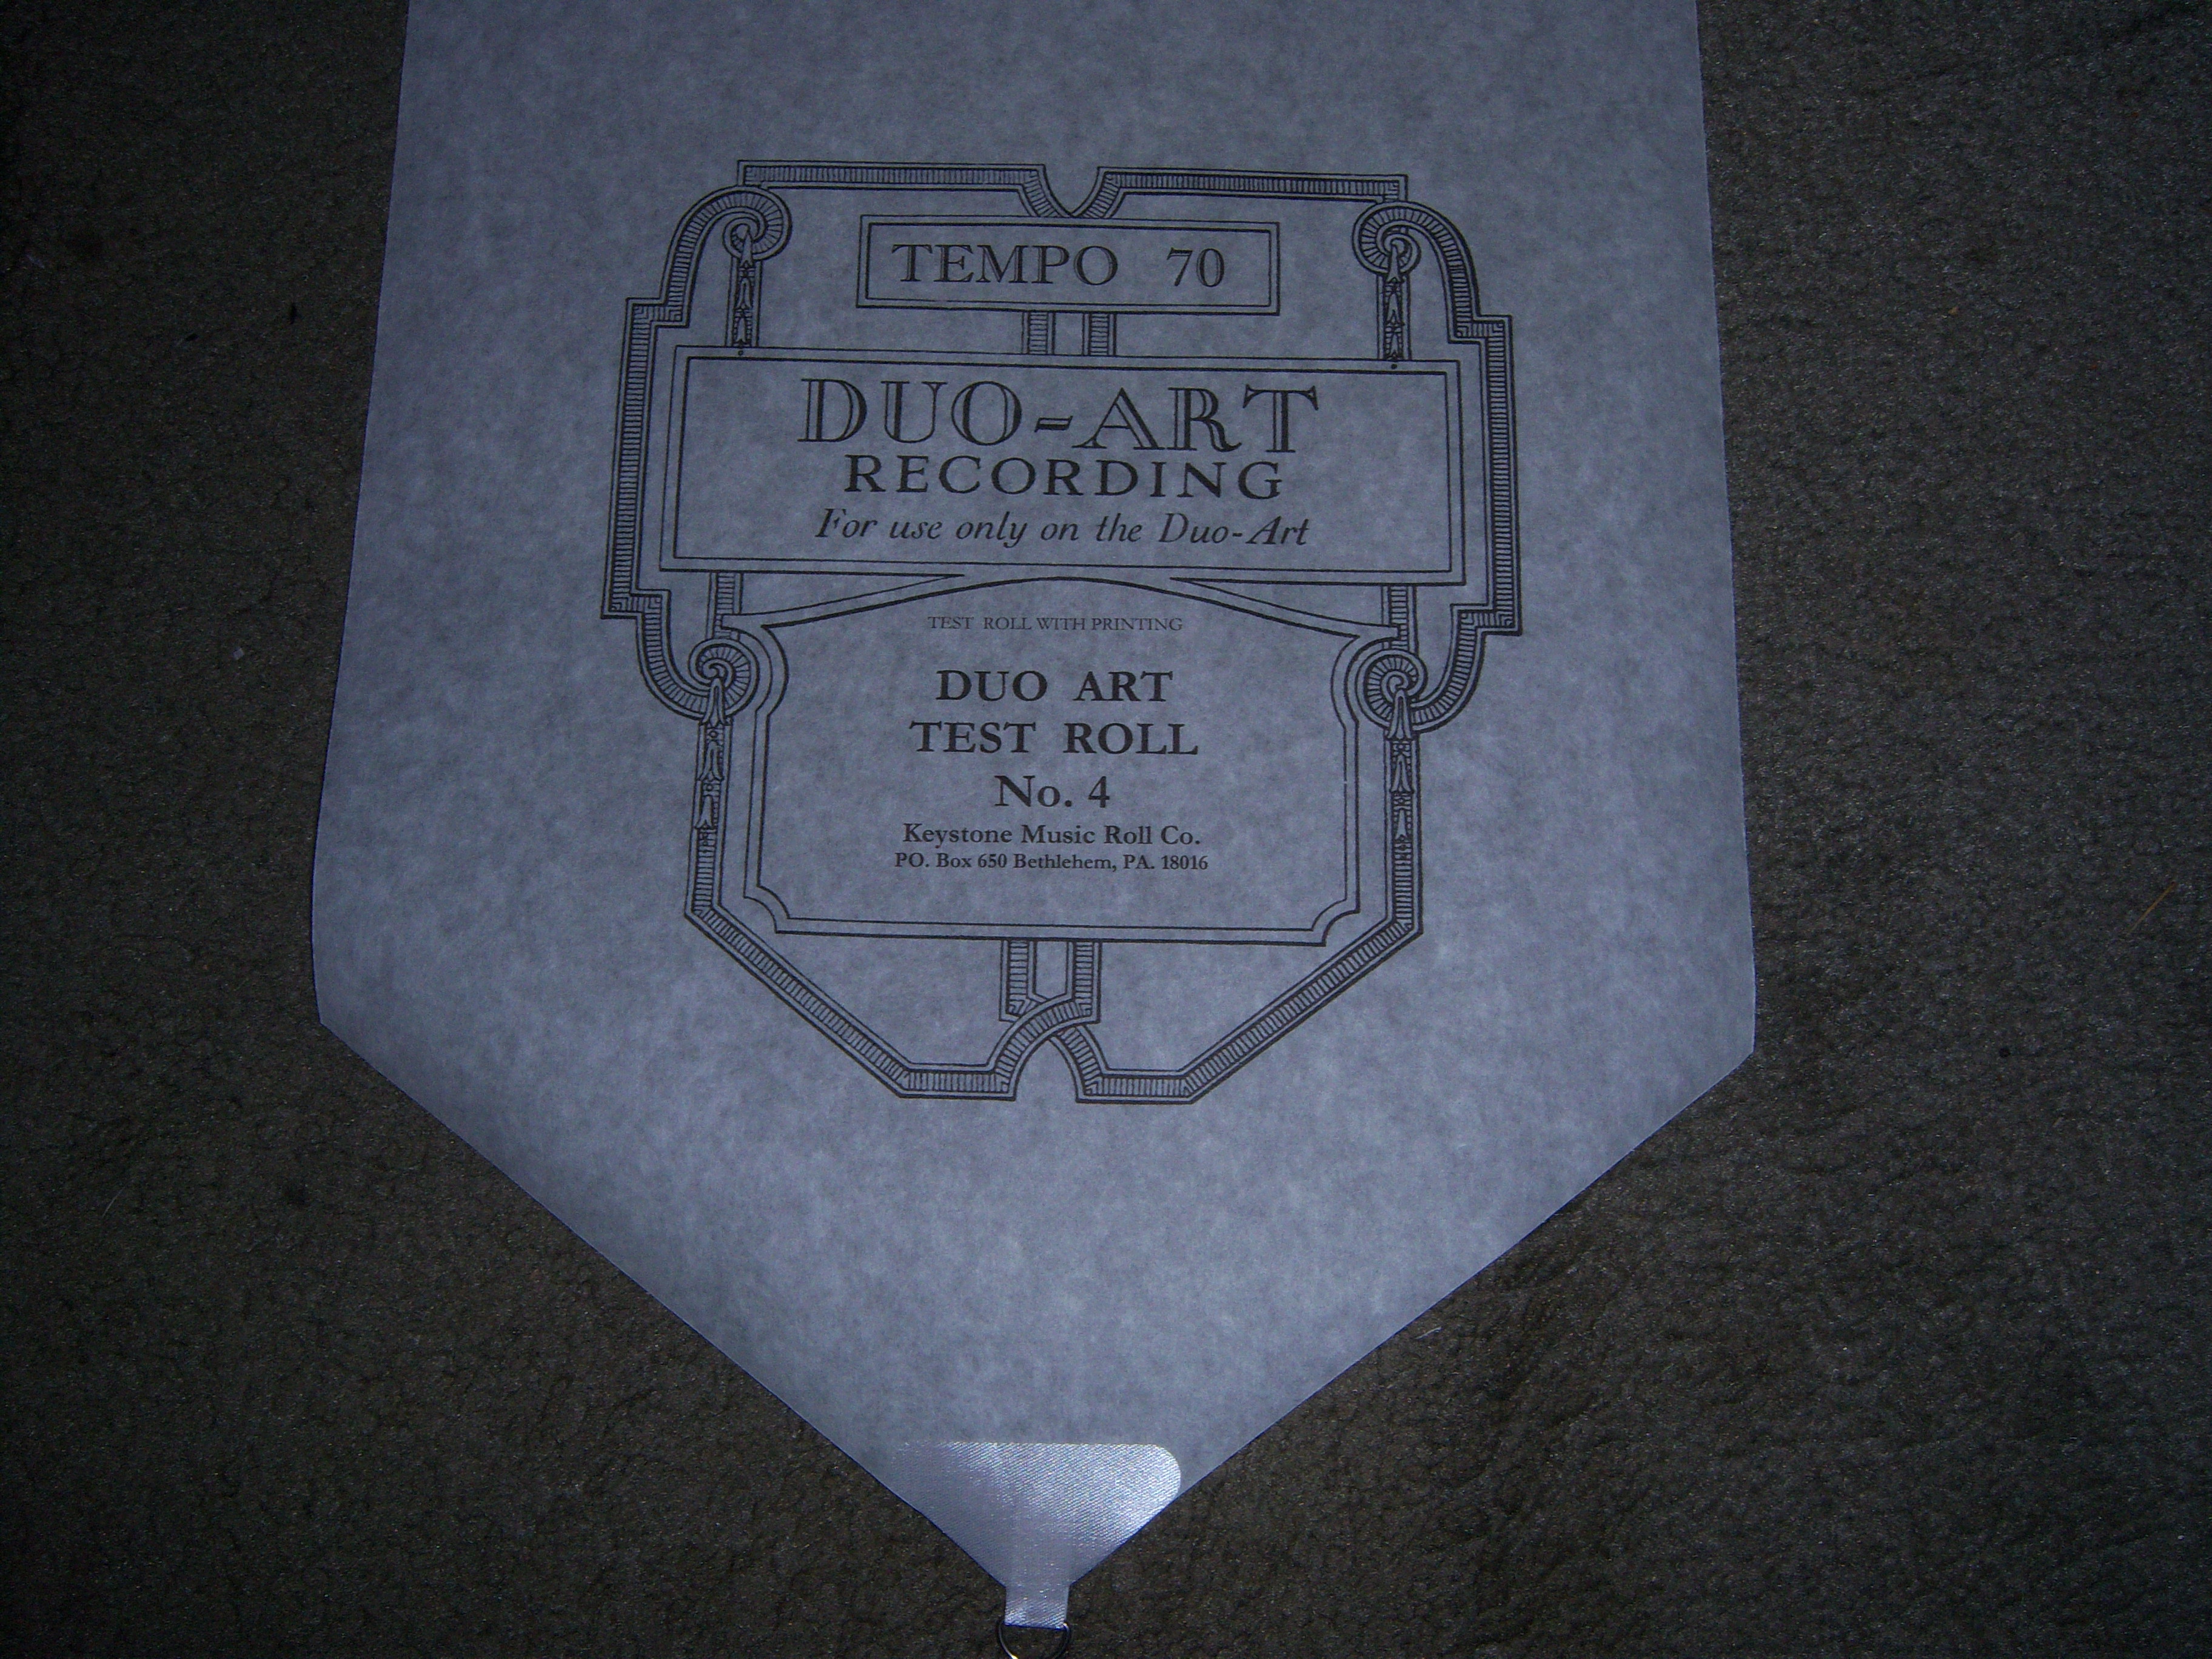 TEMPO 70
DUO-ART
RECORDING
For use only on the Duo-Art
TEST ROLL WITH PRINTING
DUO ART
TEST ROLL
No. 4
Keystone Music Roll Co.
PO. Box 650 Bethlehem, PA. 18016